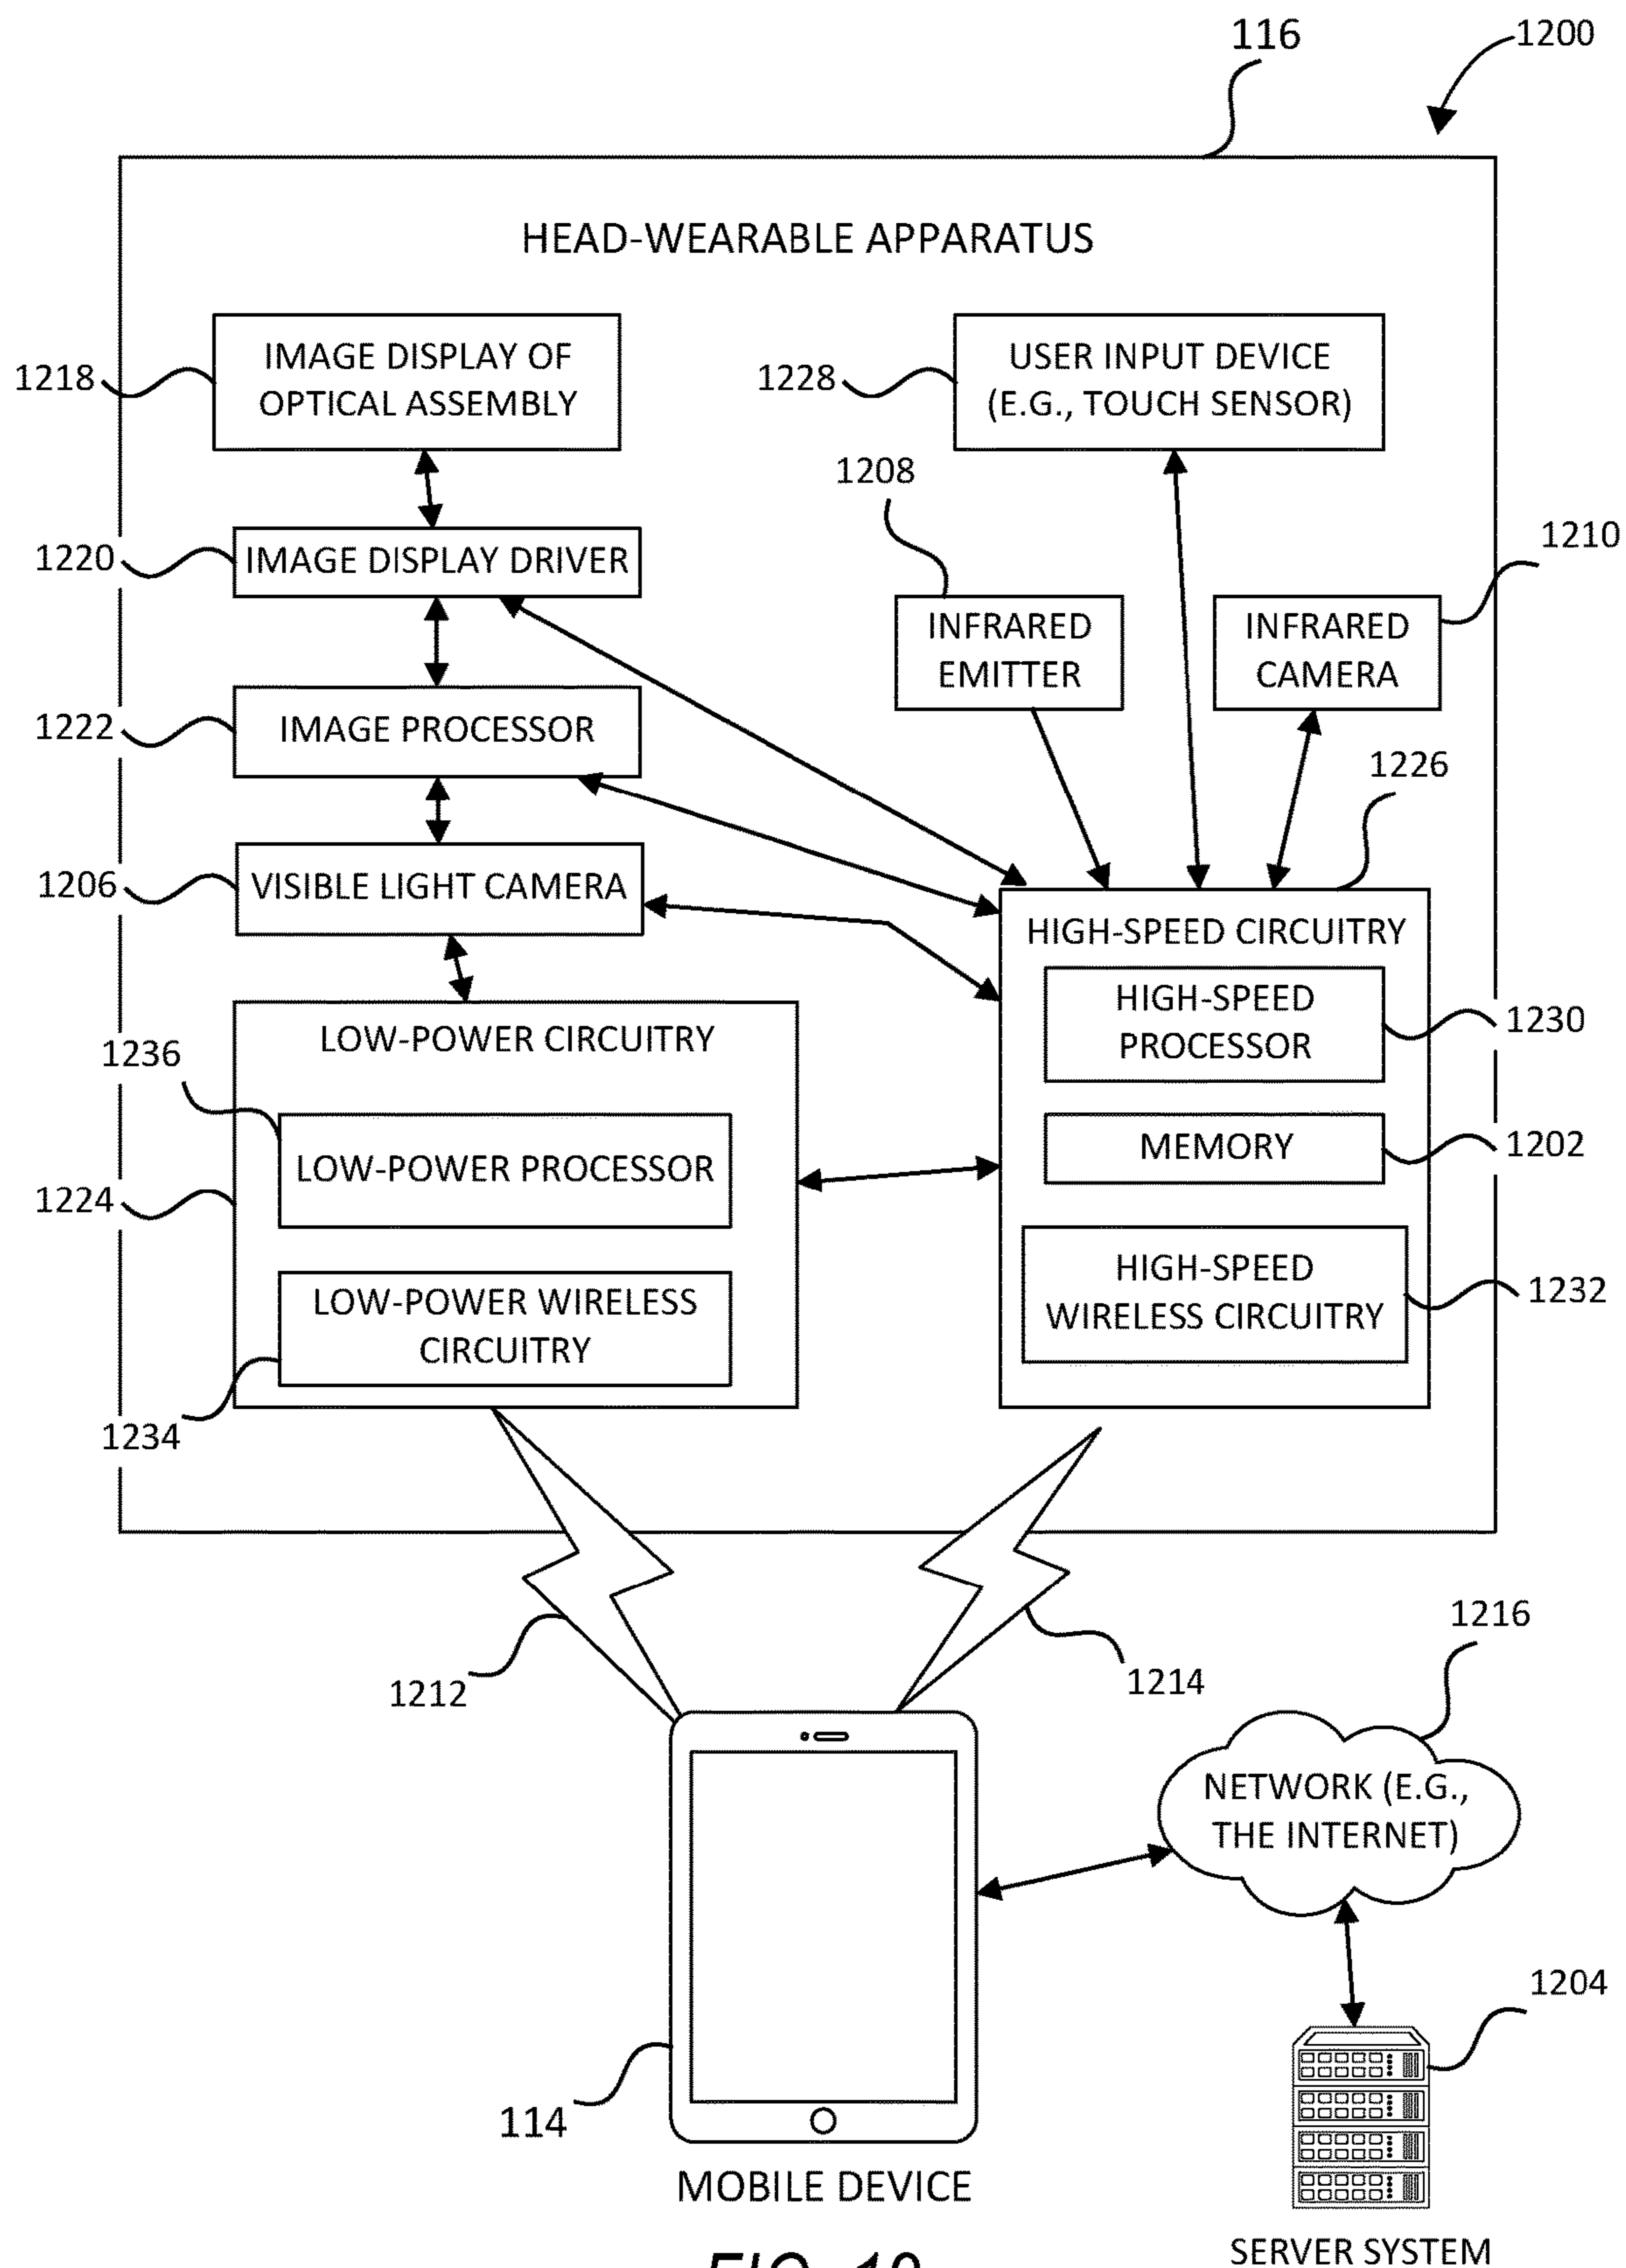 116
1200
HEAD-WEARABLE APPARATUS
IMAGE DISPLAY OF
OPTICAL ASSEMBLY
1218
USER INPUT DEVICE
(E.G., TOUCH SENSOR)
1228
1208
1210
IMAGE DISPLAY DRIVER
1220
INFRARED
EMITTER
INFRARED
CAMERA
IMAGE PROCESSOR
1222
1226
VISIBLE LIGHT CAMERA
1206
HIGH-SPEED CIRCUITRY
HIGH-SPEED
PROCESSOR
1230
LOW-POWER CIRCUITRY
1236
LOW-POWER PROCESSOR
1224
MEMORY
1202
HIGH-SPEED
WIRELESS CIRCUITRY
1232
LOW-POWER WIRELESS
CIRCUITRY
1234
1212
1214
1216
NETWORK (E.G.,
THE INTERNET)
1204
114
MOBILE DEVICE
SERVER SYSTEM